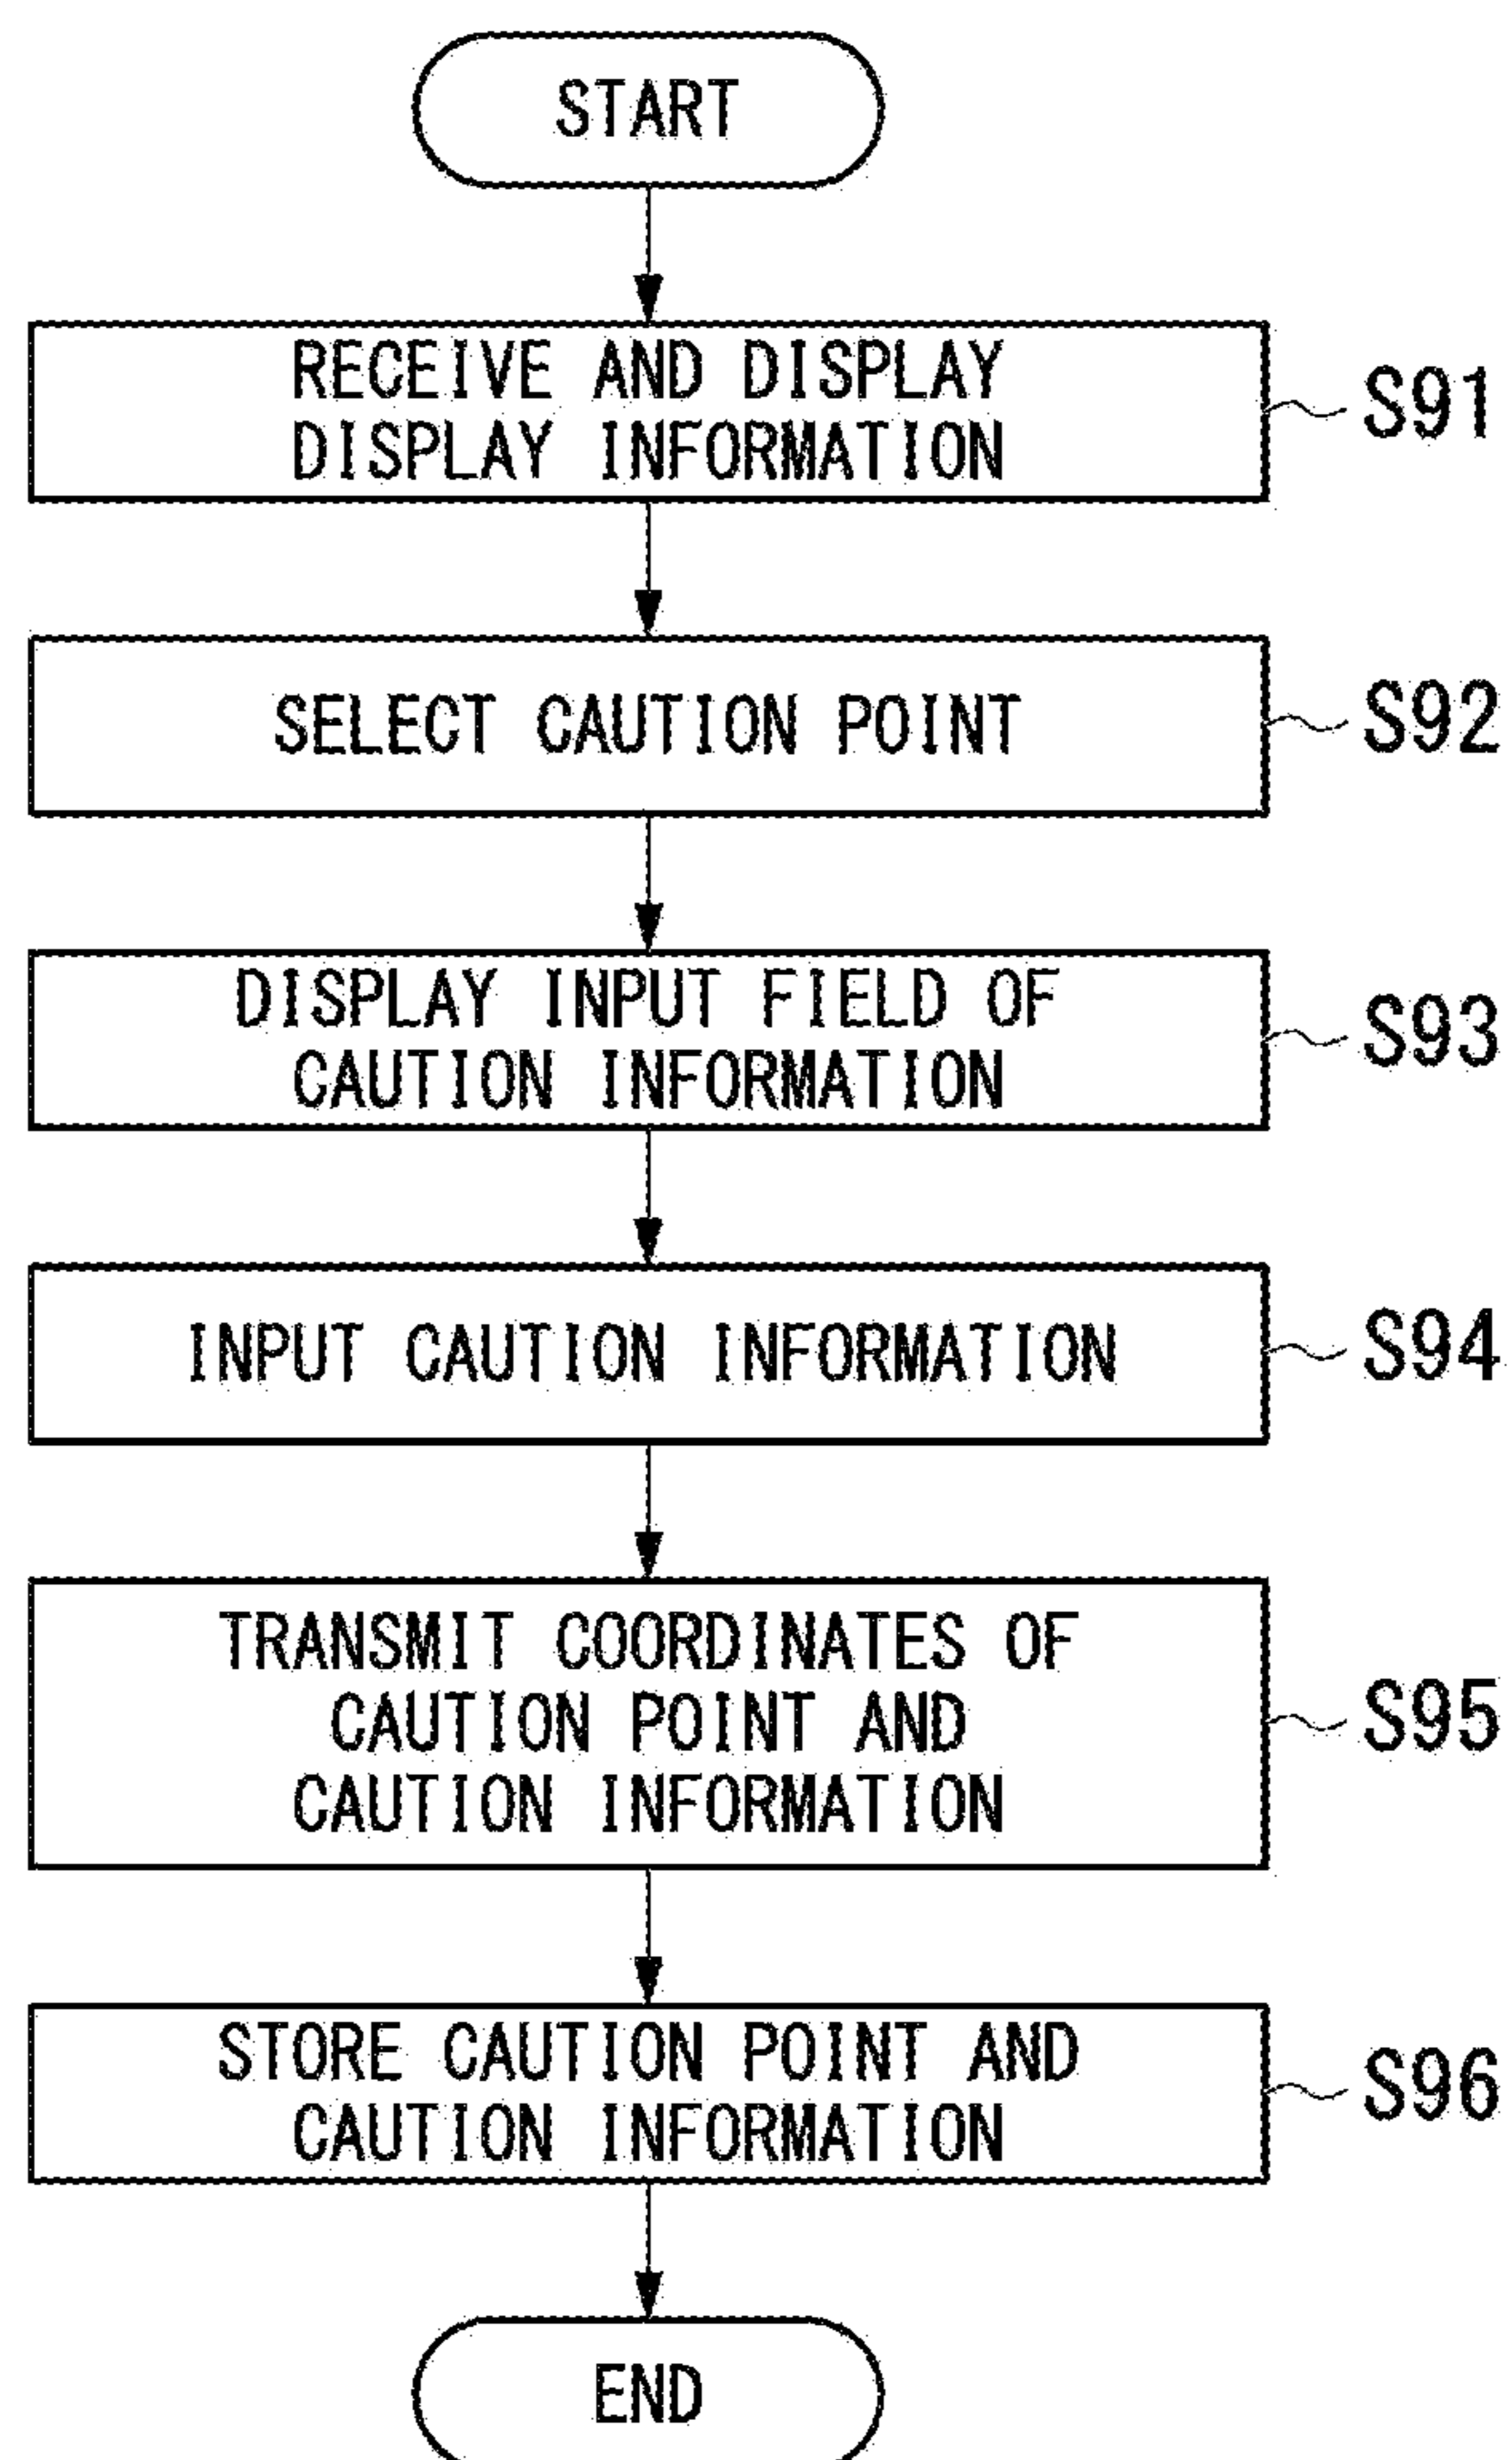 START
RECEIVE AND DISPLAY
DISPLAY INFORMATION
S91
SELECT CAUTION POINT
S92
DISPLAY INPUT FIELD OF
CAUTION INFORMATION
S93
INPUT CAUTION INFORMATION
S94
TRANSMIT COORDINATES OF
CAUTION POINT AND
CAUTION INFORMATION
S95
STORE CAUTION POINT AND
CAUTION INFORMATION
S96
END